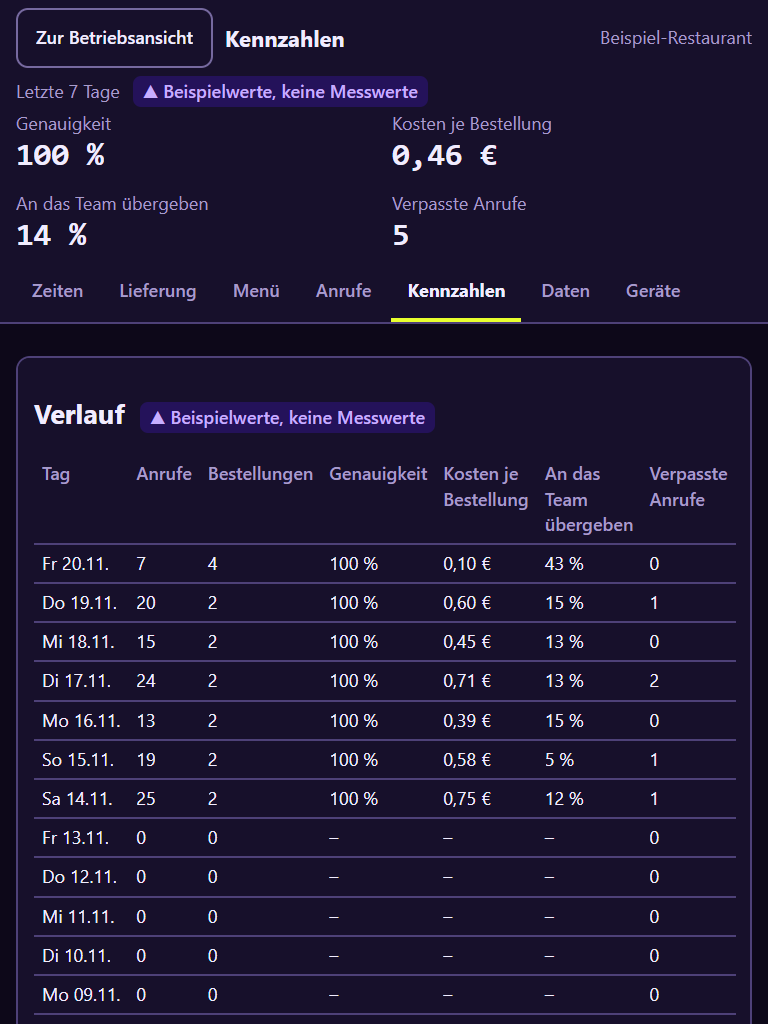 Zur Betriebsansicht Kennzahlen Beispiel-Restaurant
Letzte 7 Tage ▲ Beispielwerte, keine Messwerte
Genauigkeit Kosten je Bestellung
100 % 0,46 €
An das Team übergeben Verpasste Anrufe
14 % 5
Zeiten Lieferung Menü Anrufe Kennzahlen Daten Geräte
Verlauf ▲ Beispielwerte, keine Messwerte
Tag Anrufe Bestellungen Genauigkeit Kosten je Bestellung An das Team übergeben Verpasste Anrufe
Fr 20.11. 7 4 100 % 0,10 € 43 % 0
Do 19.11. 20 2 100 % 0,60 € 15 % 1
Mi 18.11. 15 2 100 % 0,45 € 13 % 0
Di 17.11. 24 2 100 % 0,71 € 13 % 2
Mo 16.11. 13 2 100 % 0,39 € 15 % 0
So 15.11. 19 2 100 % 0,58 € 5 % 1
Sa 14.11. 25 2 100 % 0,75 € 12 % 1
Fr 13.11. 0 0 – – – 0
Do 12.11. 0 0 – – – 0
Mi 11.11. 0 0 – – – 0
Di 10.11. 0 0 – – – 0
Mo 09.11. 0 0 – – – 0